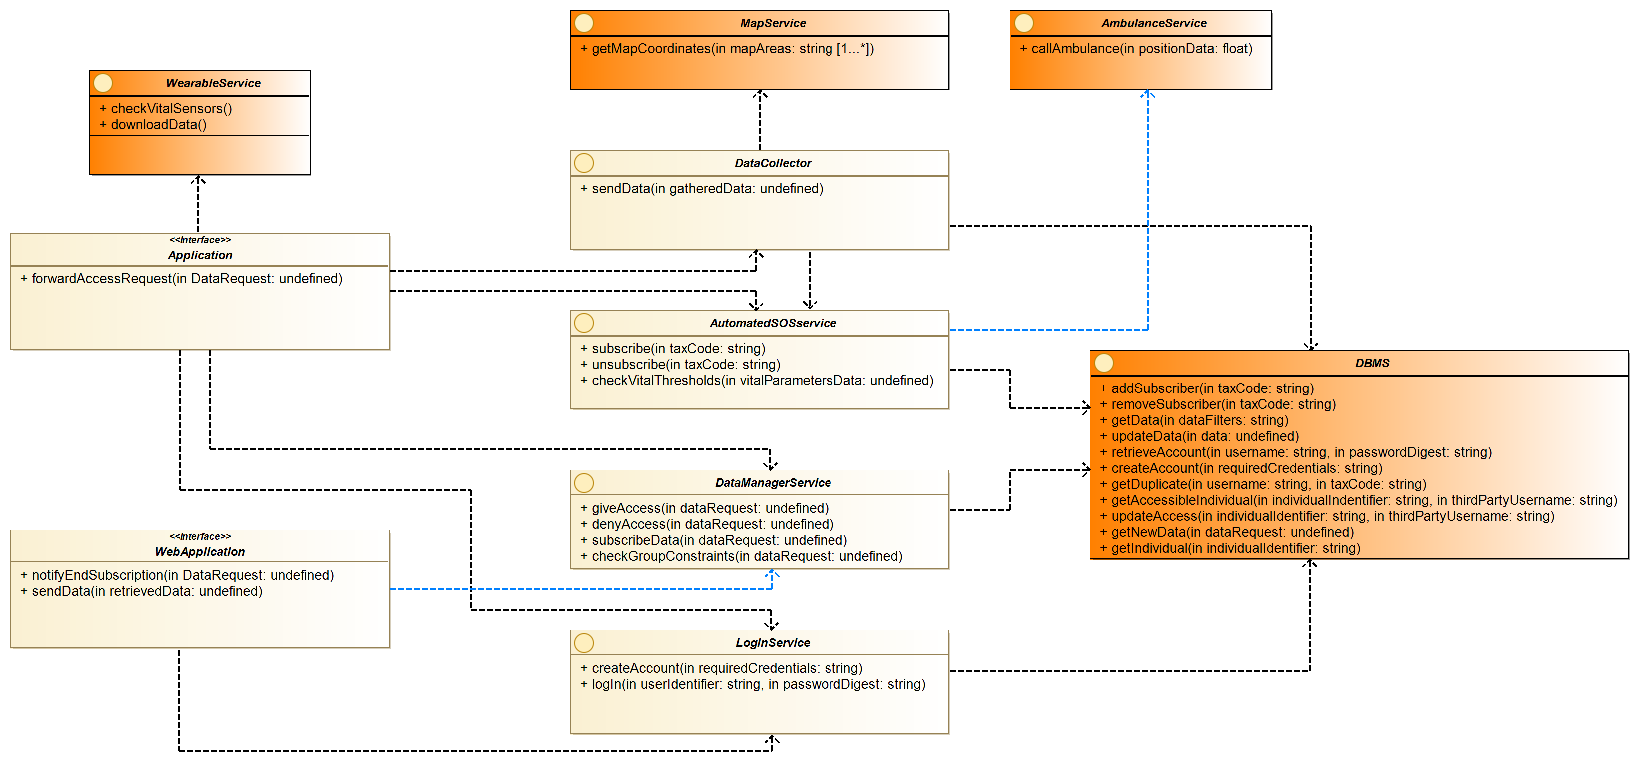 MapService
+ getMapCoordinates(in mapAreas: string [1...*])
AmbulanceService
+ callAmbulance(in positionData: float)
WearableService
+ checkVitalSensors()
+ downloadData()
DataCollector
+ sendData(in gatheredData: undefined)
<<Interface>>
Application
+ forwardAccessRequest(in DataRequest: undefined)
AutomatedSOSservice
+ subscribe(in taxCode: string)
+ unsubscribe(in taxCode: string)
+ checkVitalThresholds(in vitalParametersData: undefined)
DBMS
+ addSubscriber(in taxCode: string)
+ removeSubscriber(in taxCode: string)
+ getData(in dataFilters: string)
+ updateData(in data: undefined)
+ retrieveAccount(in username: string, in passwordDigest: string)
+ createAccount(in requiredCredentials: string)
+ getDuplicate(in username: string, in taxCode: string)
+ getAccessibleIndividual(in individualIndentifier: string, in thirdPartyUsername: string)
+ updateAccess(in individualIdentifier: string, in thirdPartyUsername: string)
+ getNewData(in dataRequest: undefined)
+ getIndividual(in individualIdentifier: string)
DataManagerService
+ giveAccess(in dataRequest: undefined)
+ denyAccess(in dataRequest: undefined)
+ subscribeData(in dataRequest: undefined)
+ checkGroupConstraints(in dataRequest: undefined)
<<Interface>>
WebApplication
+ notifyEndSubscription(in DataRequest: undefined)
+ sendData(in retrievedData: undefined)
LogInService
+ createAccount(in requiredCredentials: string)
+ logIn(in userIdentifier: string, in passwordDigest: string)